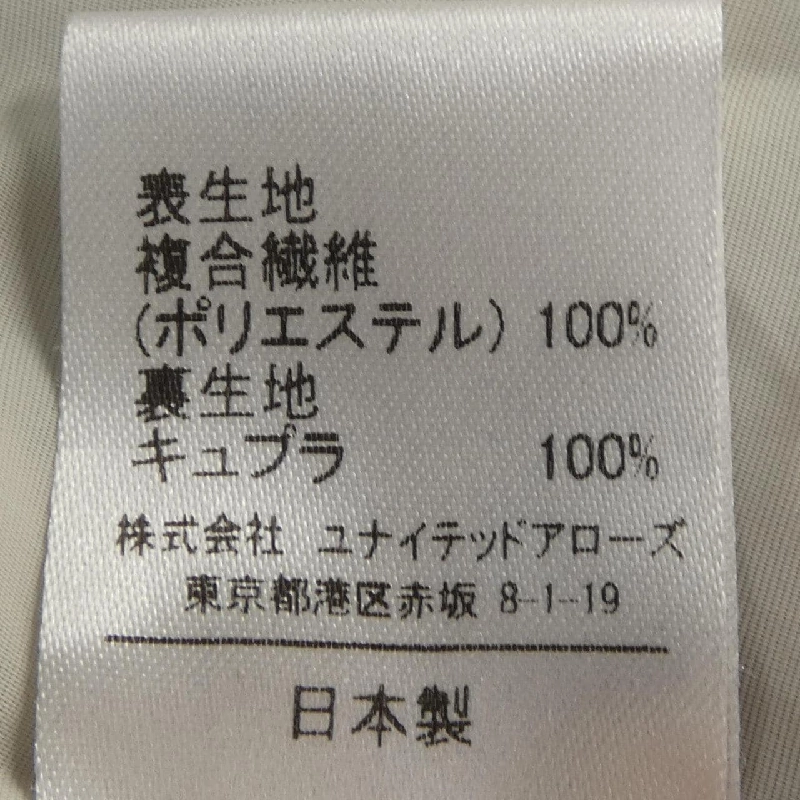 表生地
複合繊維
(ポリエステル) 100%
裏生地
キュプラ 100%
株式会社 ユナイテッドアローズ
東京都港区赤坂 8-1-19
日本製